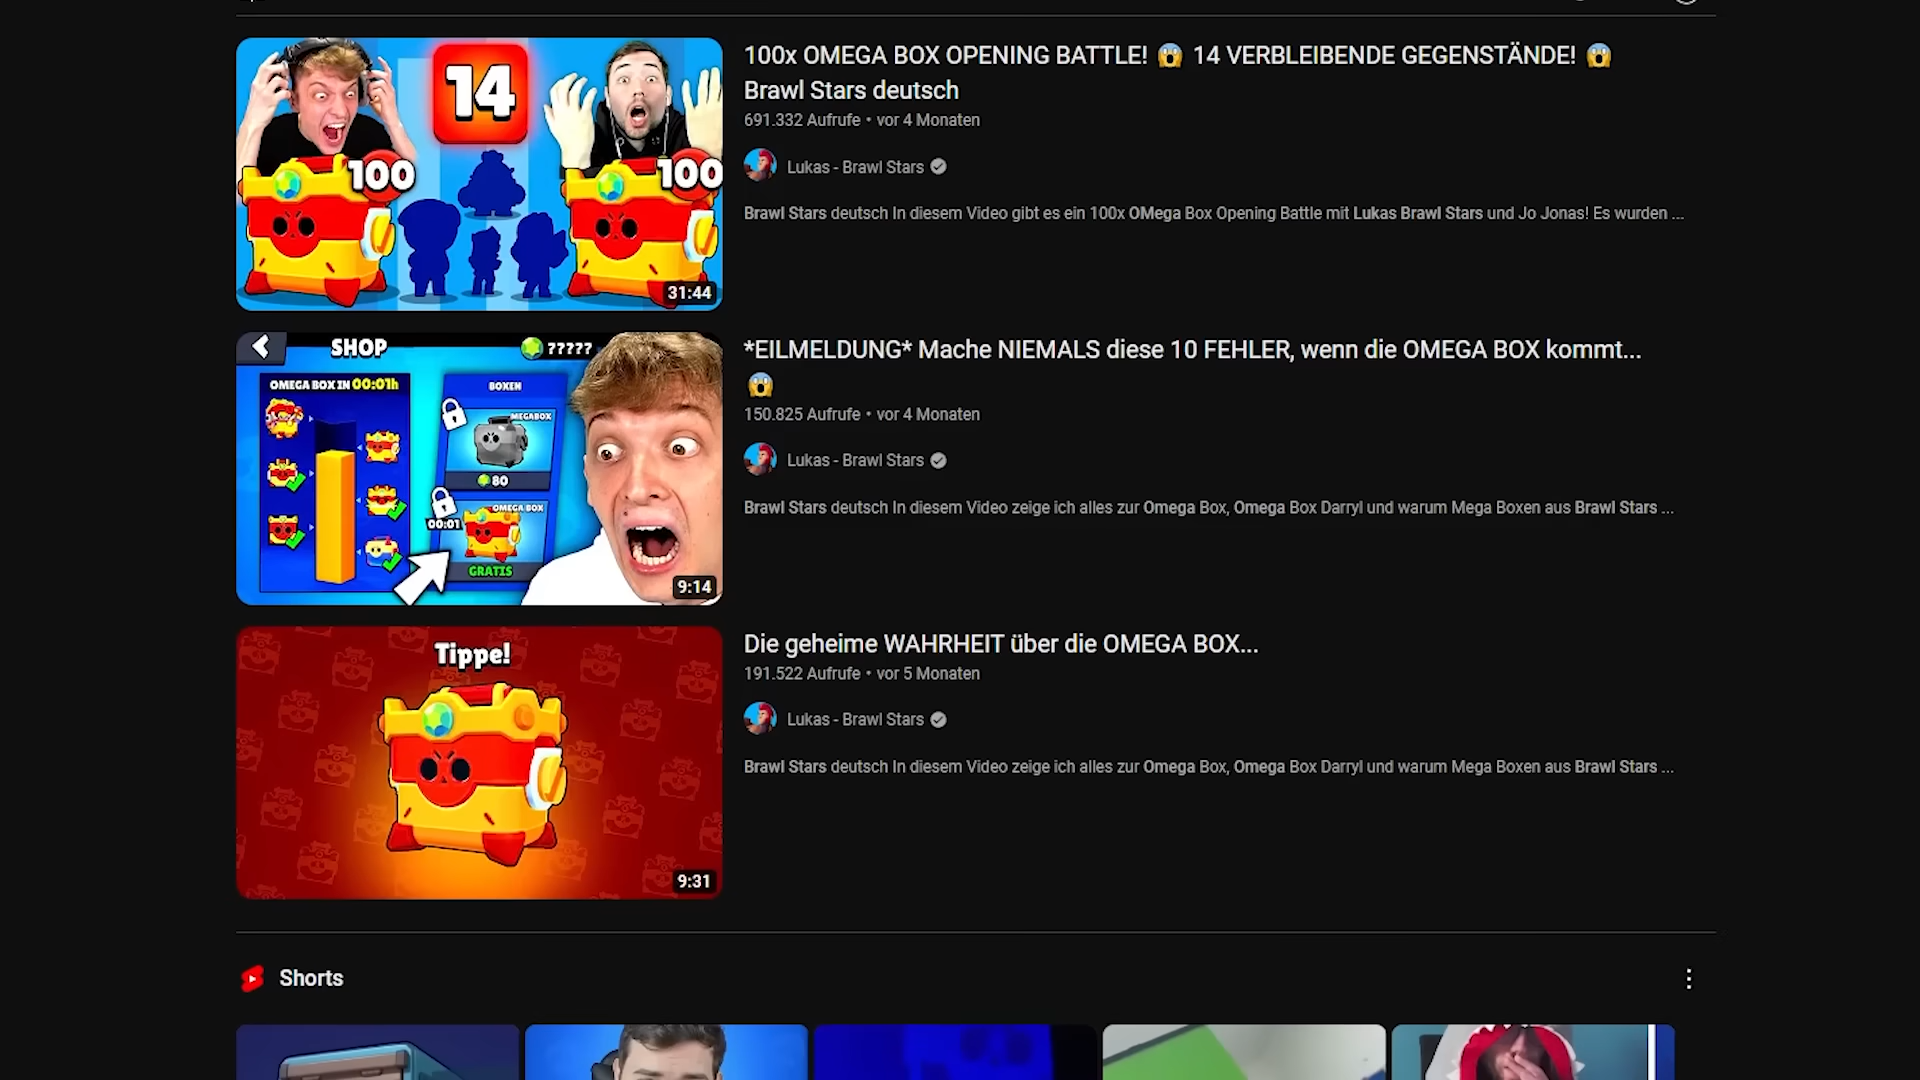 14
100
100
31:44
100x OMEGA BOX OPENING BATTLE! 😱 14 VERBLEIBENDE GEGENSTÄNDE! 😱
Brawl Stars deutsch
691.332 Aufrufe • vor 4 Monaten
Lukas - Brawl Stars
Brawl Stars deutsch In diesem Video gibt es ein 100x OMega Box Opening Battle mit Lukas Brawl Stars und Jo Jonas! Es wurden ...
SHOP
?????
OMEGA BOX IN 00:01h
BOXEN
MEGABOX
80
OMEGA BOX
00:01
GRATIS
9:14
*EILMELDUNG* Mache NIEMALS diese 10 FEHLER, wenn die OMEGA BOX kommt...
😱
150.825 Aufrufe • vor 4 Monaten
Lukas - Brawl Stars
Brawl Stars deutsch In diesem Video zeige ich alles zur Omega Box, Omega Box Darryl und warum Mega Boxen aus Brawl Stars ...
Tippe!
9:31
Die geheime WAHRHEIT über die OMEGA BOX...
191.522 Aufrufe • vor 5 Monaten
Lukas - Brawl Stars
Brawl Stars deutsch In diesem Video zeige ich alles zur Omega Box, Omega Box Darryl und warum Mega Boxen aus Brawl Stars ...
Shorts